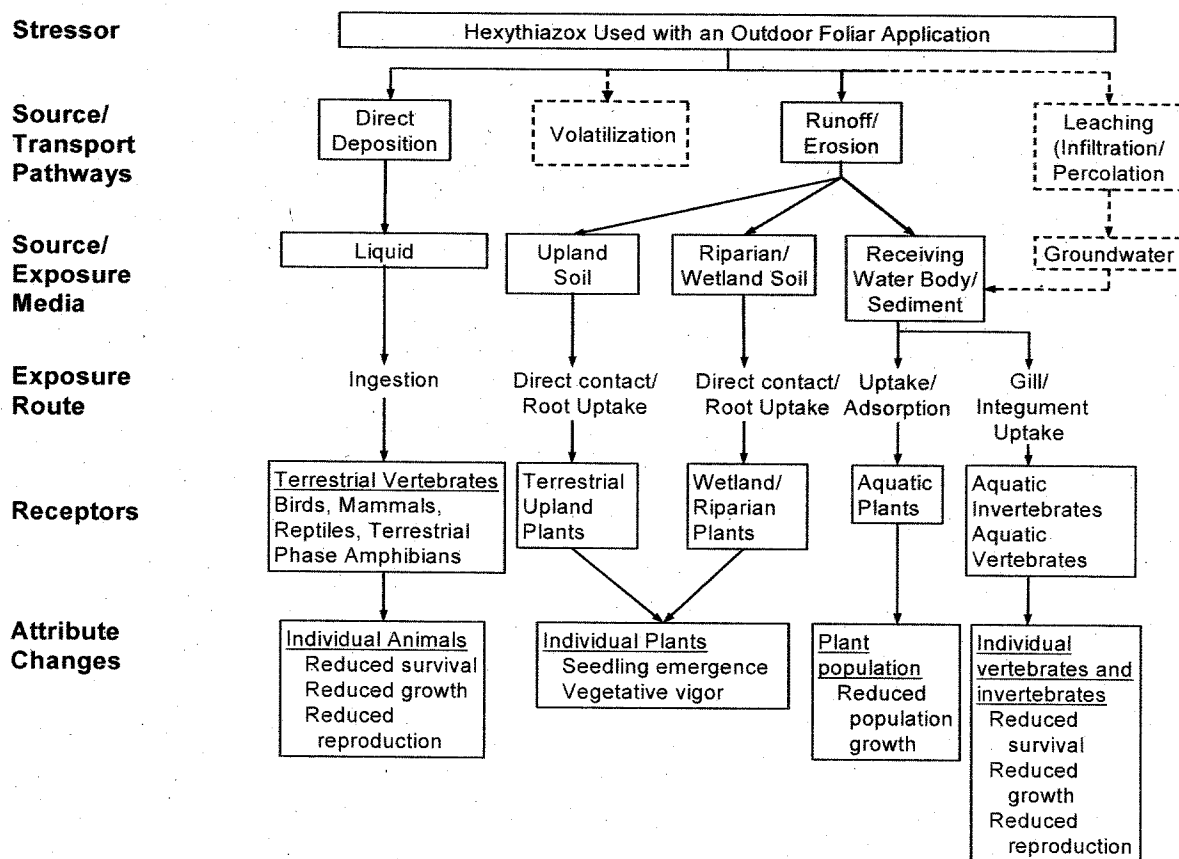 Stressor
Hexythiazox Used with an Outdoor Foliar Application
Source/
Transport
Pathways
Direct
Deposition
Volatilization
Runoff/
Erosion
Leaching
(Infiltration/
Percolation
Source/
Exposure
Media
Liquid
Upland
Soil
Riparian/
Wetland Soil
Receiving
Water Body/
Sediment
Groundwater
Exposure
Route
Ingestion
Direct contact/
Root Uptake
Direct contact/
Root Uptake
Uptake/
Adsorption
Gill/
Integument
Uptake
Receptors
Terrestrial Vertebrates
Birds, Mammals,
Reptiles, Terrestrial
Phase Amphibians
Terrestrial
Upland
Plants
Wetland/
Riparian
Plants
Aquatic
Plants
Aquatic
Invertebrates
Aquatic
Vertebrates
Attribute
Changes
Individual Animals
Reduced survival
Reduced growth
Reduced
reproduction
Individual Plants
Seedling emergence
Vegetative vigor
Plant
population
Reduced
population
growth
Individual
vertebrates and
invertebrates
Reduced
survival
Reduced
growth
Reduced
reproduction